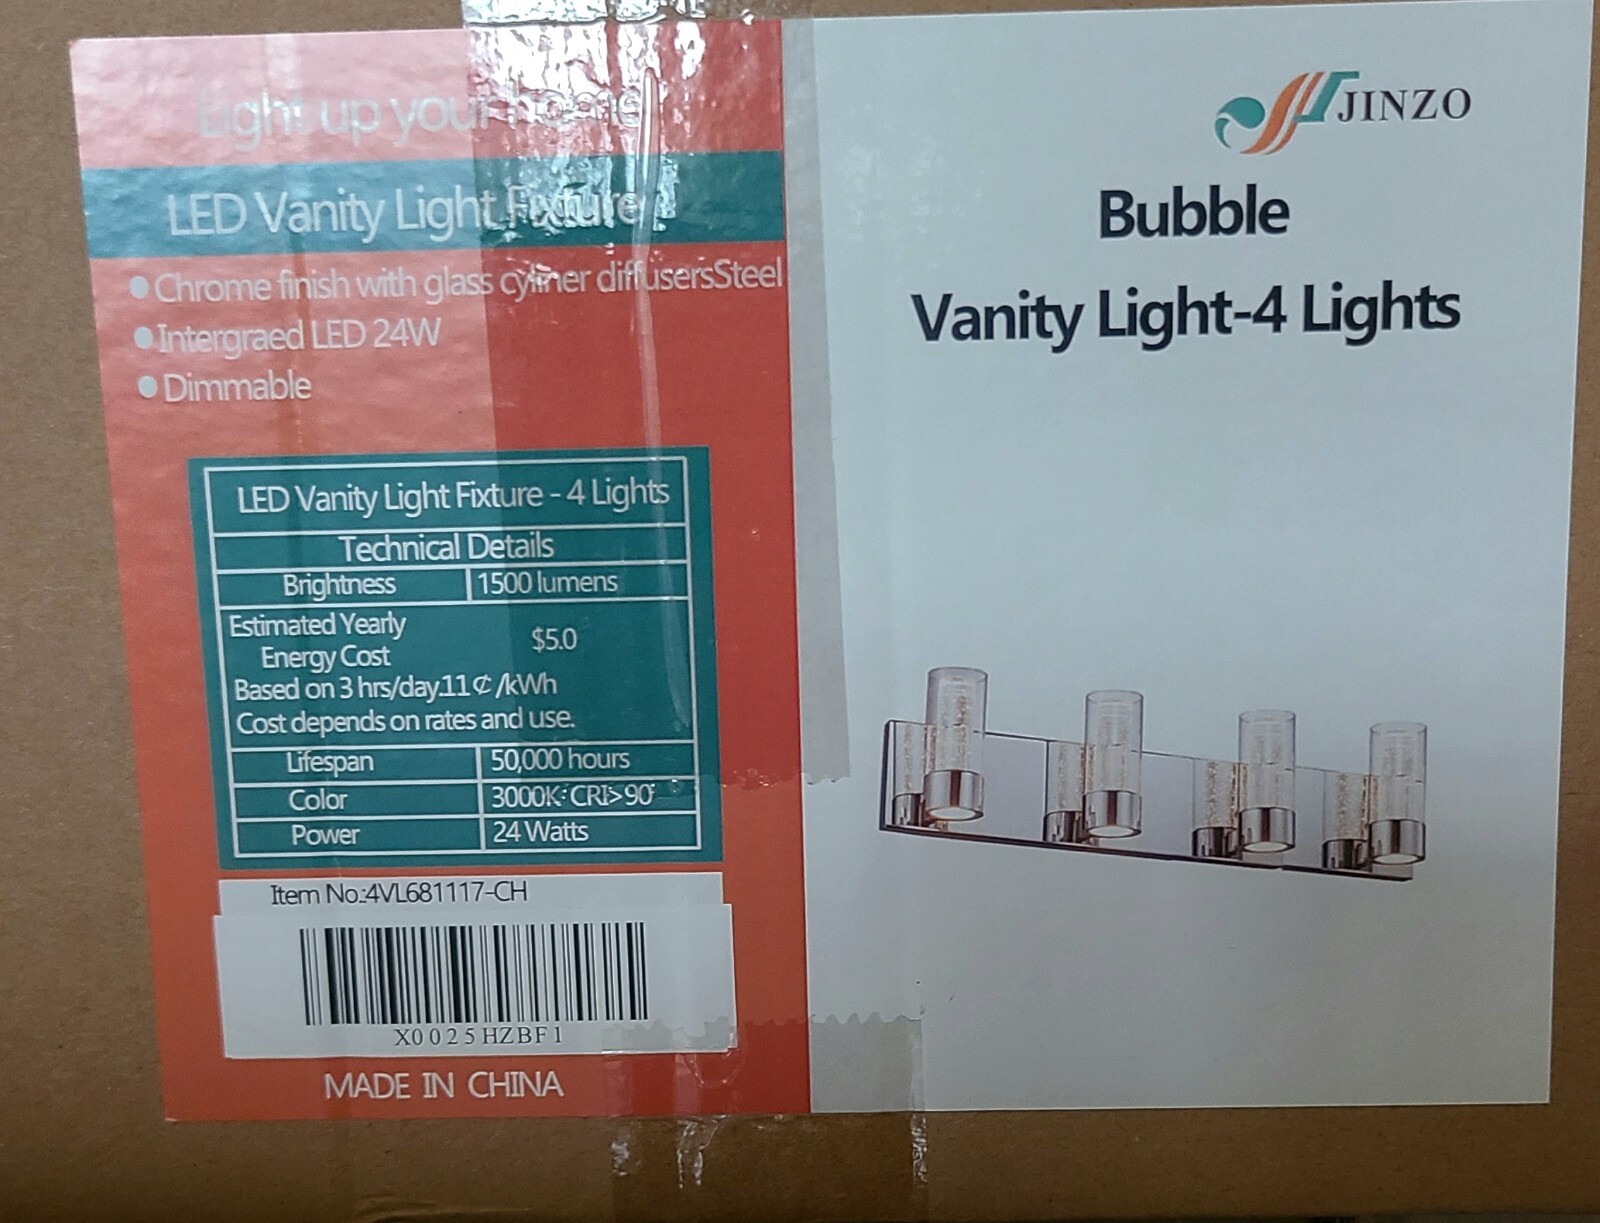 Light up your home
LED Vanity Light Fixture
● Chrome finish with glass cyliner diffusersSteel
● Intergraed LED 24W
● Dimmable
LED Vanity Light Fixture - 4 Lights
Technical Details
Brightness 1500 lumens
Estimated Yearly
Energy Cost $5.0
Based on 3 hrs/day.11¢/kWh
Cost depends on rates and use.
Lifespan 50,000 hours
Color 3000K; CRI>90;
Power 24 Watts
Item No.:4VL681117-CH
X0025HZBF1
MADE IN CHINA
JINZO
Bubble
Vanity Light-4 Lights